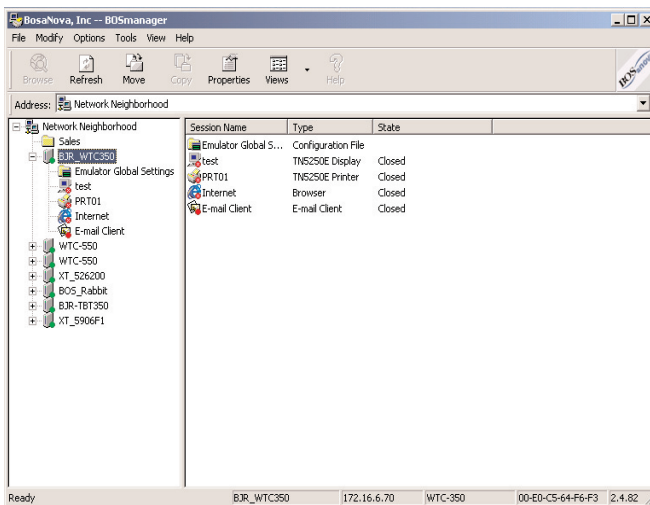 BosaNova, Inc -- BOSmanager
File Modify Options Tools View Help
Browse Refresh Move Copy Properties Views Help
BOSanova
Address: Network Neighborhood
Network Neighborhood
Sales
BJR_WTC350
Emulator Global Settings
test
PRT01
Internet
E-mail Client
WTC-550
WTC-550
XT_526200
BOS_Rabbit
BJR-TBT350
XT_5906F1
Session Name Type State
Emulator Global S... Configuration File
test TN5250E Display Closed
PRT01 TN5250E Printer Closed
Internet Browser Closed
E-mail Client E-mail Client Closed
Ready BJR_WTC350 172.16.6.70 WTC-350 00-E0-C5-64-F6-F3 2.4.82